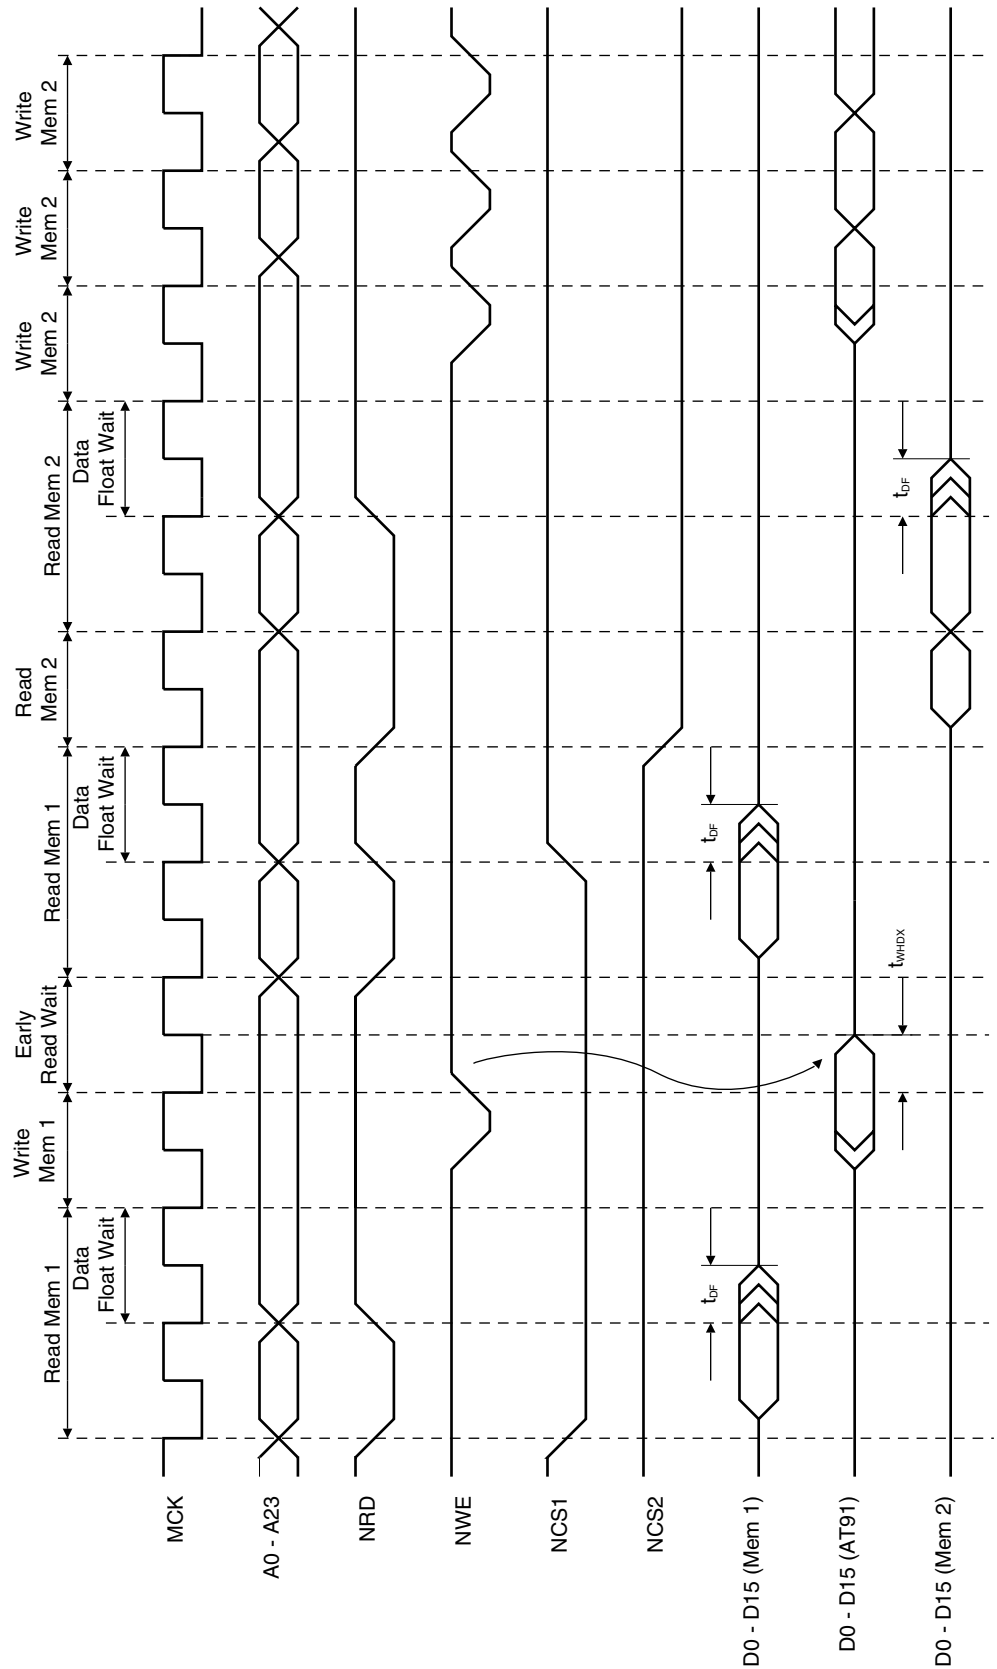 Read Mem 1
Data
Float Wait
Write
Mem 1
Early
Read Wait
Read Mem 1
Data
Float Wait
Read
Mem 2
Read Mem 2
Data
Float Wait
Write
Mem 2
Write
Mem 2
Write
Mem 2
MCK
A0 - A23
NRD
NWE
NCS1
NCS2
D0 - D15 (Mem 1)
tDF
tDF
D0 - D15 (AT91)
tWHDX
D0 - D15 (Mem 2)
tDF